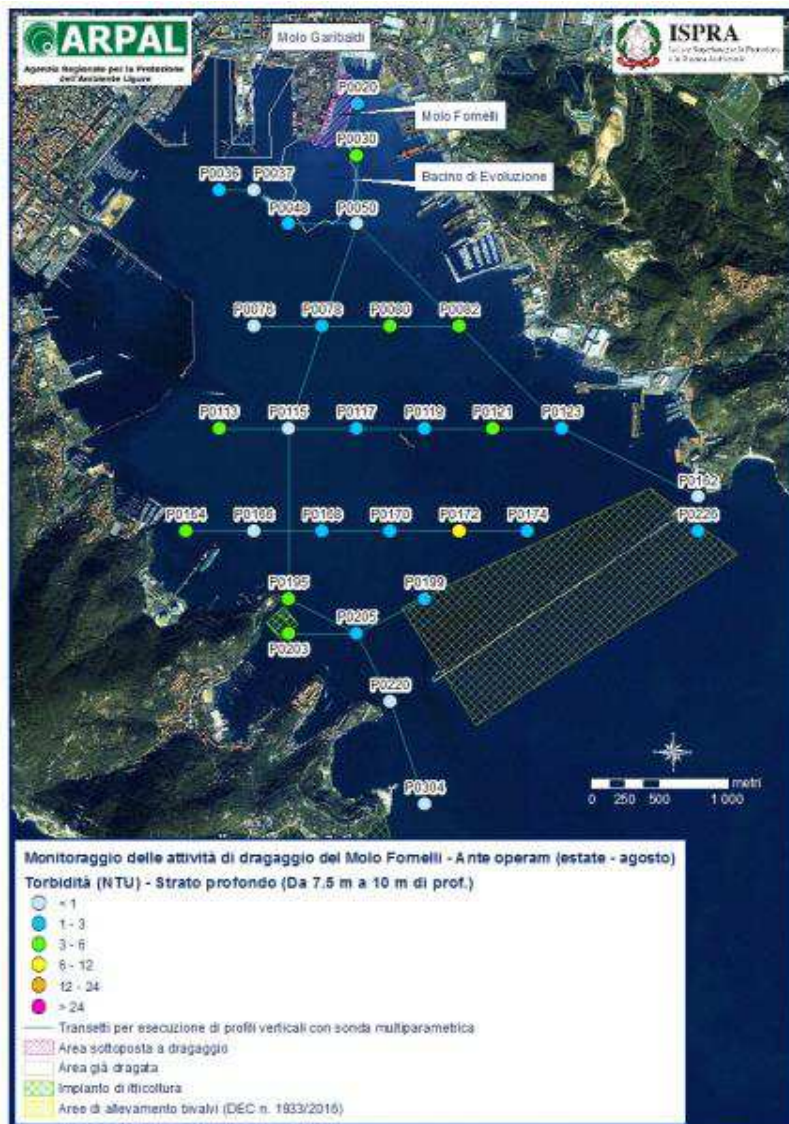 ARPAL
Agenzia Regionale per la Protezione
dell'Ambiente Ligure
Molo Garibaldi
ISPRA
P0020
Molo Fornelli
P0030
Bacino di Evoluzione
P0036
P0037
P0048
P0050
P0076
P0078
P0080
P0082
P0113
P0115
P0117
P0119
P0121
P0123
P0162
P0164
P0166
P0168
P0170
P0172
P0174
P0226
P0195
P0199
P0205
P0203
P0220
P0304
metri
0 250 500 1 000
Monitoraggio delle attività di dragaggio del Molo Fornelli - Ante operam (estate - agosto)
Torbidità (NTU) - Strato profondo (Da 7.5 m a 10 m di prof.)
< 1
1 - 3
3 - 6
6 - 12
12 - 24
> 24
Transetti per esecuzione di profili verticali con sonda multiparametrica
Area sottoposta a dragaggio
Area già dragata
Impianto di itticoltura
Aree di allevamento bivalvi (DEC n. 1933/2016)